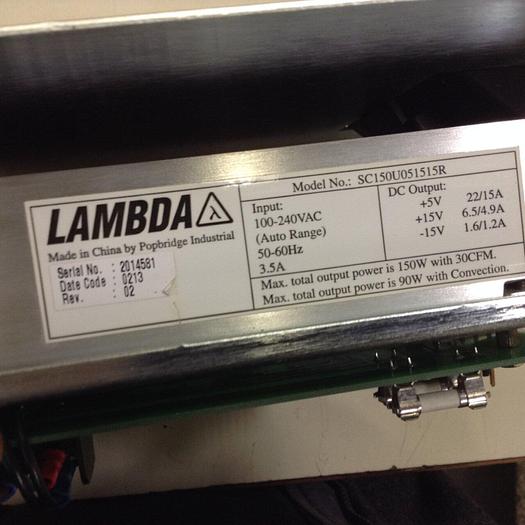 LAMBDA λ
Made in China by Popbridge Industrial
Serial No. : 2014581
Date Code : 0213
Rev. : 02
Model No.: SC150U051515R
Input:
100-240VAC
(Auto Range)
50-60Hz
3.5A
DC Output:
+5V 22/15A
+15V 6.5/4.9A
-15V 1.6/1.2A
Max. total output power is 150W with 30CFM.
Max. total output power is 90W with Convection.